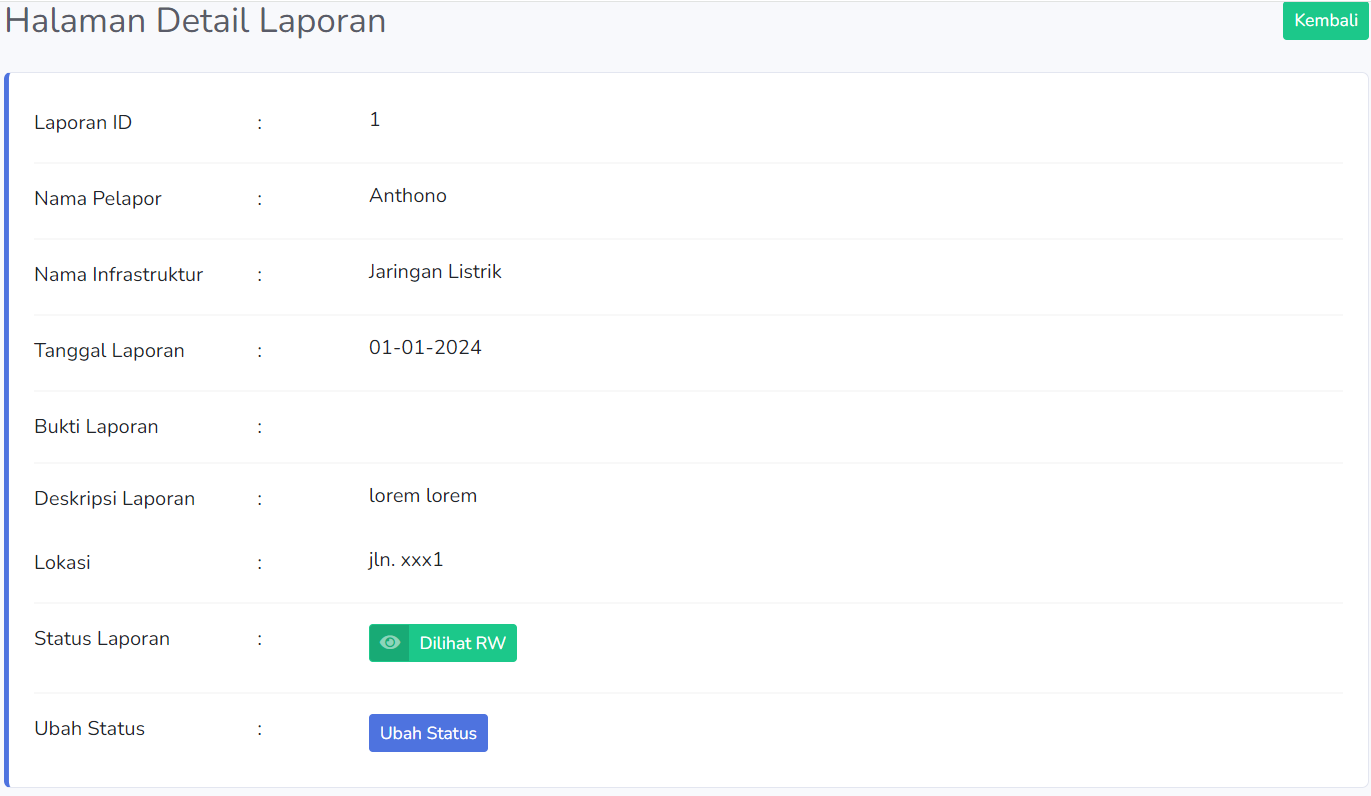 Halaman Detail Laporan
Kembali
Laporan ID : 1
Nama Pelapor : Anthono
Nama Infrastruktur : Jaringan Listrik
Tanggal Laporan : 01-01-2024
Bukti Laporan :
Deskripsi Laporan : lorem lorem
Lokasi : jln. xxx1
Status Laporan : Dilihat RW
Ubah Status : Ubah Status